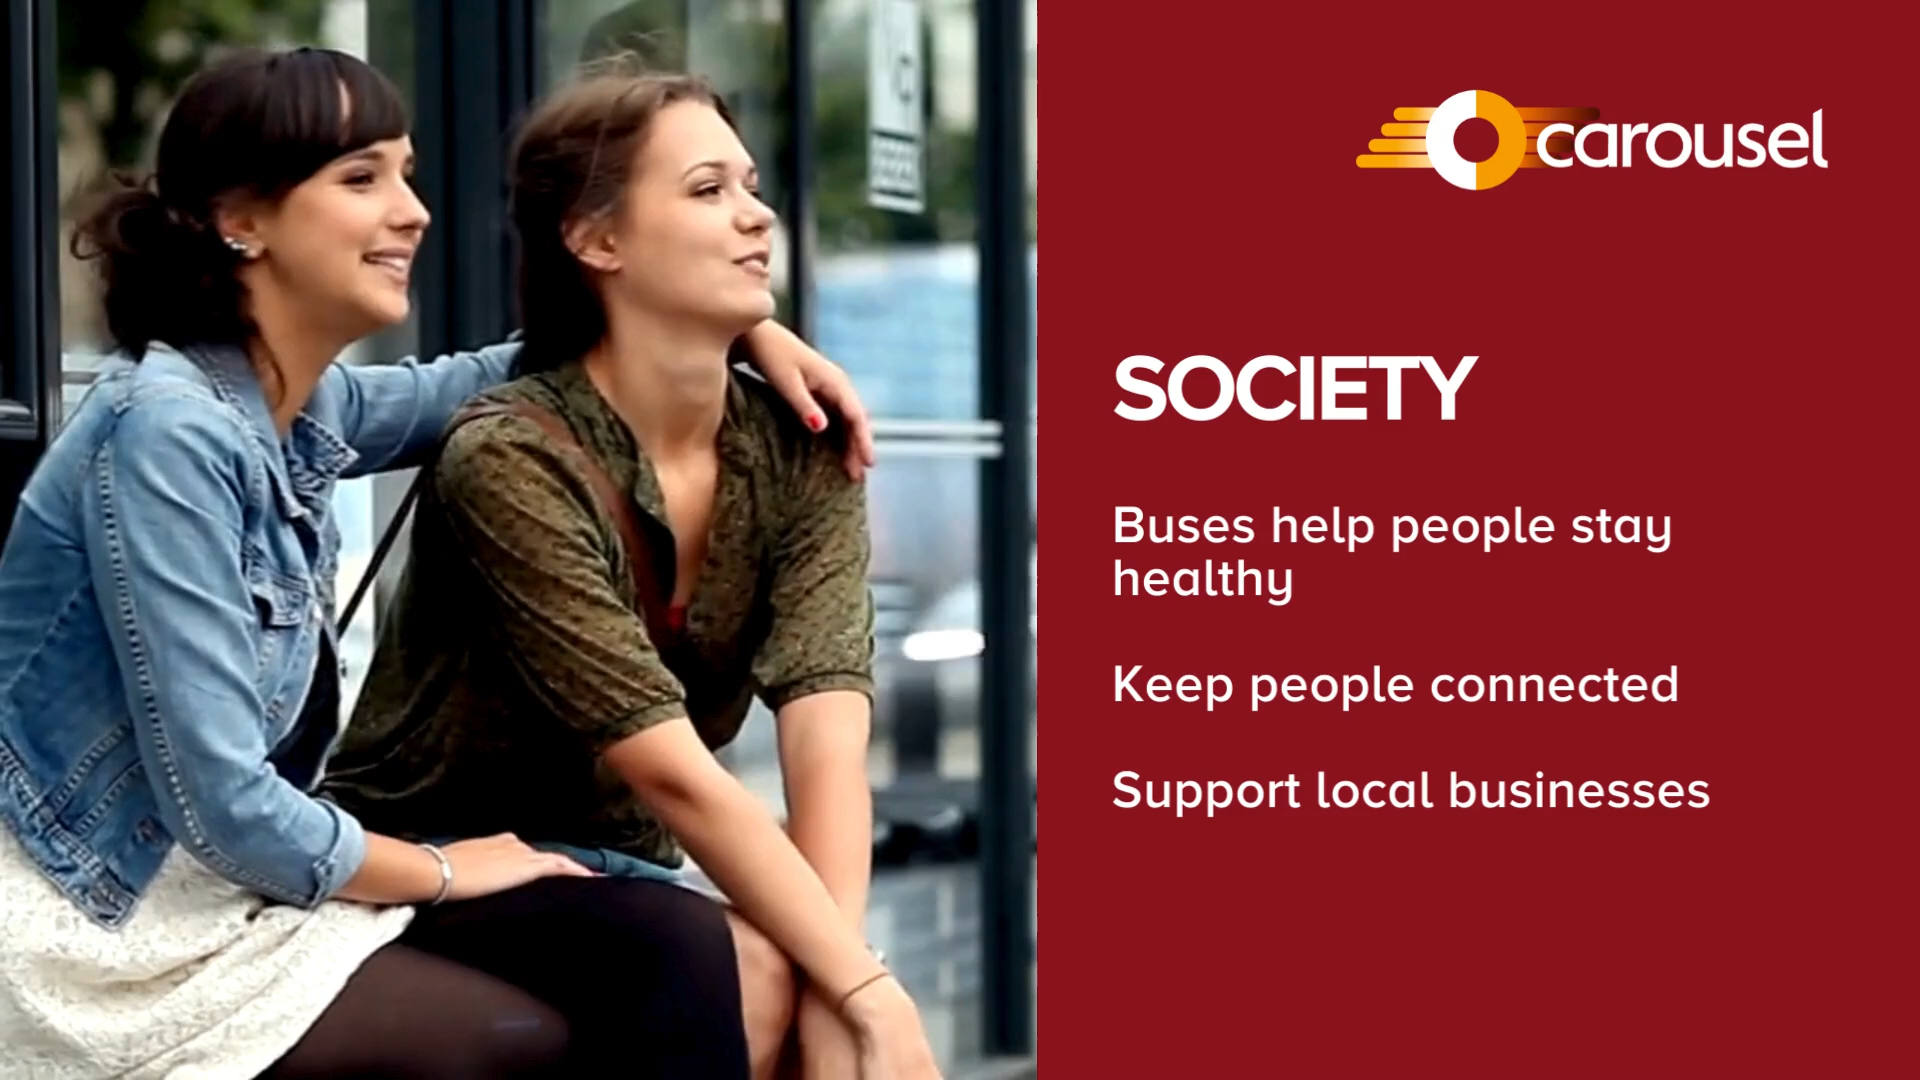 carousel
SOCIETY
Buses help people stay
healthy
Keep people connected
Support local businesses